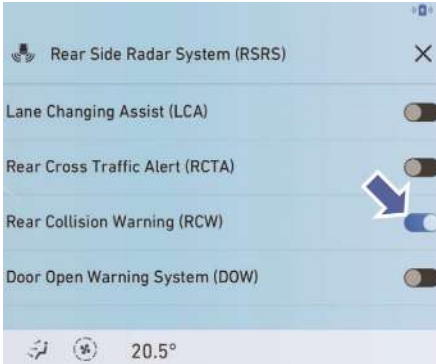 Rear Side Radar System (RSRS)
Lane Changing Assist (LCA)
Rear Cross Traffic Alert (RCTA)
Rear Collision Warning (RCW)
Door Open Warning System (DOW)
20.5°